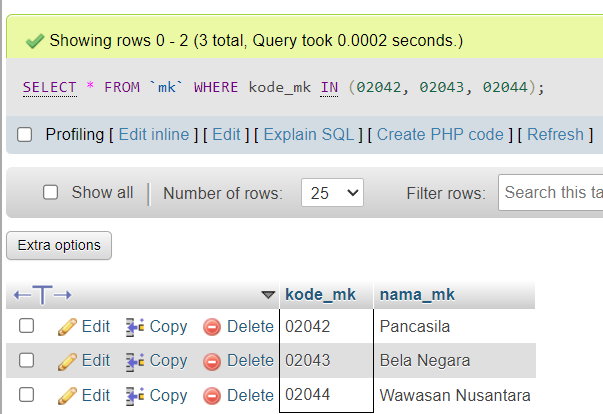 Showing rows 0 - 2 (3 total, Query took 0.0002 seconds.)
SELECT * FROM `mk` WHERE kode_mk IN (02042, 02043, 02044);
Profiling [ Edit inline ] [ Edit ] [ Explain SQL ] [ Create PHP code ] [ Refresh ]
Show all | Number of rows: 25 Filter rows: Search this ta
Extra options
←T→ kode_mk nama_mk
Edit Copy Delete 02042 Pancasila
Edit Copy Delete 02043 Bela Negara
Edit Copy Delete 02044 Wawasan Nusantara